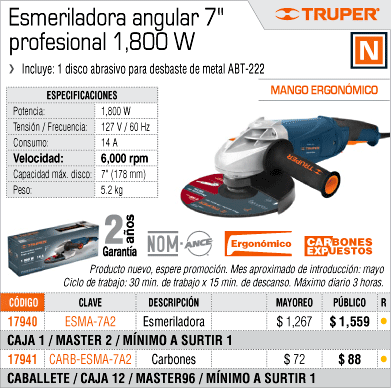 Esmeriladora angular 7"
profesional 1,800 W
TRUPER®
N
Incluye: 1 disco abrasivo para desbaste de metal ABT-222
MANGO ERGONÓMICO
ESPECIFICACIONES
Potencia: 1,800 W
Tensión / Frecuencia: 127 V / 60 Hz
Consumo: 14 A
Velocidad: 6,000 rpm
Capacidad máx. disco: 7" (178 mm)
Peso: 5.2 kg
TRUPER
TRUPER
2 años
Garantía
NOM-ANCE
Ergonómico
CARBONES
EXPUESTOS
Producto nuevo, espere promoción. Mes aproximado de introducción: mayo
Ciclo de trabajo: 30 min. de trabajo x 15 min. de descanso. Máximo diario 3 horas.
CÓDIGO CLAVE DESCRIPCIÓN MAYOREO PÚBLICO R
17940 ESMA-7A2 Esmeriladora $ 1,267 $ 1,559
CAJA 1 / MASTER 2 / MÍNIMO A SURTIR 1
17941 CARB-ESMA-7A2 Carbones $ 72 $ 88
CABALLETE / CAJA 12 / MASTER96 / MÍNIMO A SURTIR 1